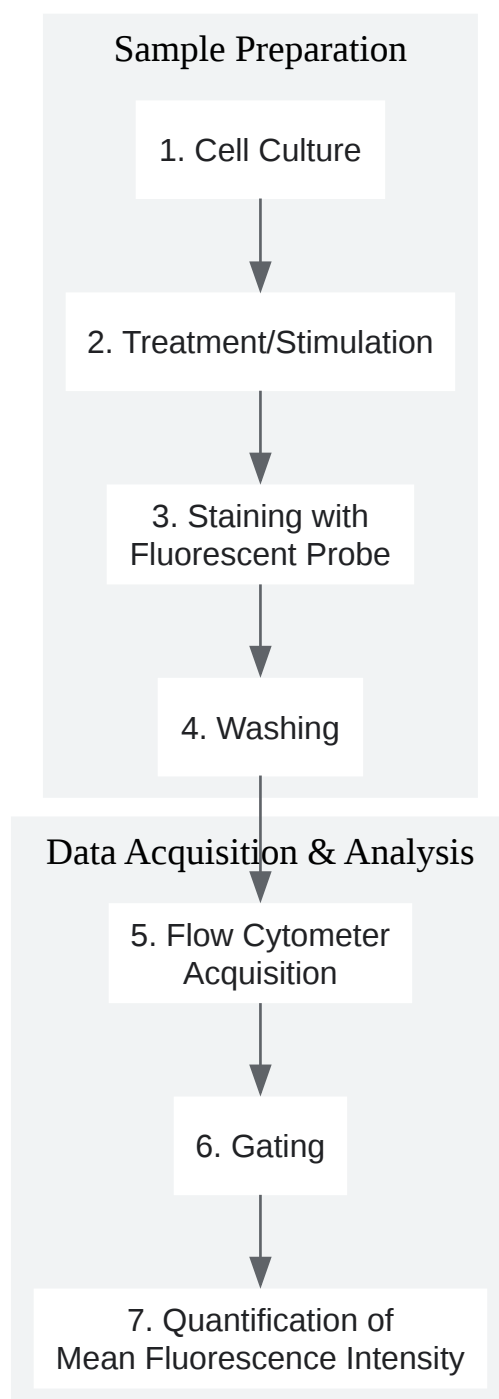 Sample Preparation
1. Cell Culture
2. Treatment/Stimulation
3. Staining with
Fluorescent Probe
4. Washing
Data Acquisition & Analysis
5. Flow Cytometer
Acquisition
6. Gating
7. Quantification of
Mean Fluorescence Intensity